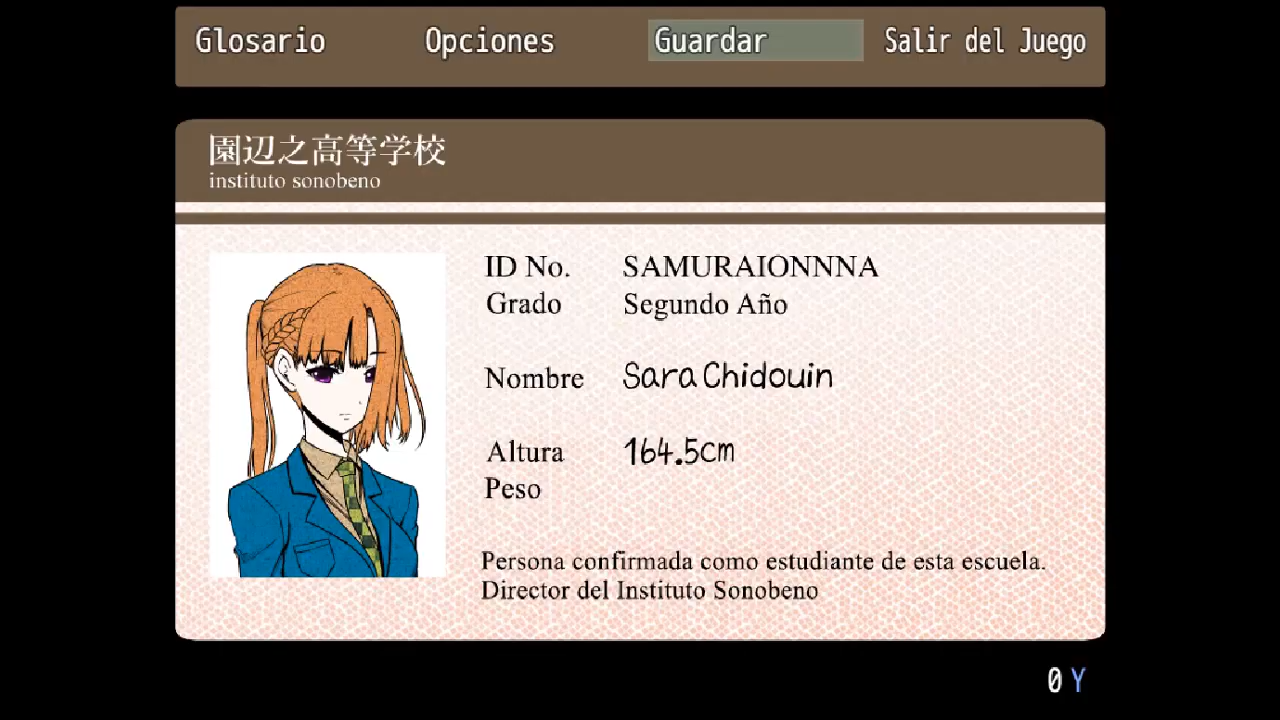 Glosario Opciones Guardar Salir del Juego
園辺之高等学校
instituto sonobeno
ID No. SAMURAIONNNA
Grado Segundo Año
Nombre Sara Chidouin
Altura 164.5cm
Peso
Persona confirmada como estudiante de esta escuela.
Director del Instituto Sonobeno
0 Y